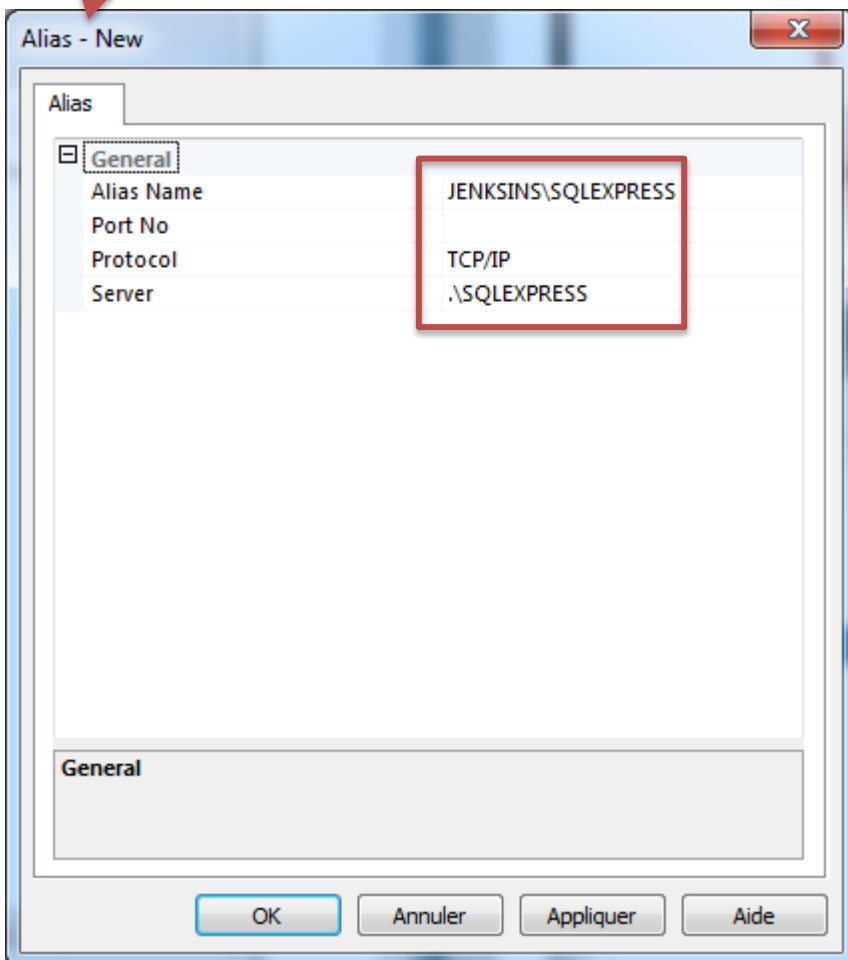 Alias - New
Alias
General
Alias Name JENKSINS\SQLEXPRESS
Port No
Protocol TCP/IP
Server .\SQLEXPRESS
General
OK Annuler Appliquer Aide